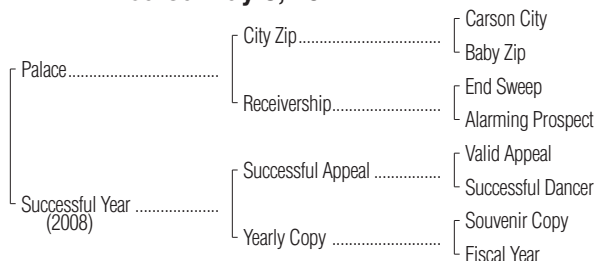 City Zip
Carson City
Baby Zip
Palace
Receivership
End Sweep
Alarming Prospect
Successful Year
(2008)
Successful Appeal
Valid Appeal
Successful Dancer
Yearly Copy
Souvenir Copy
Fiscal Year